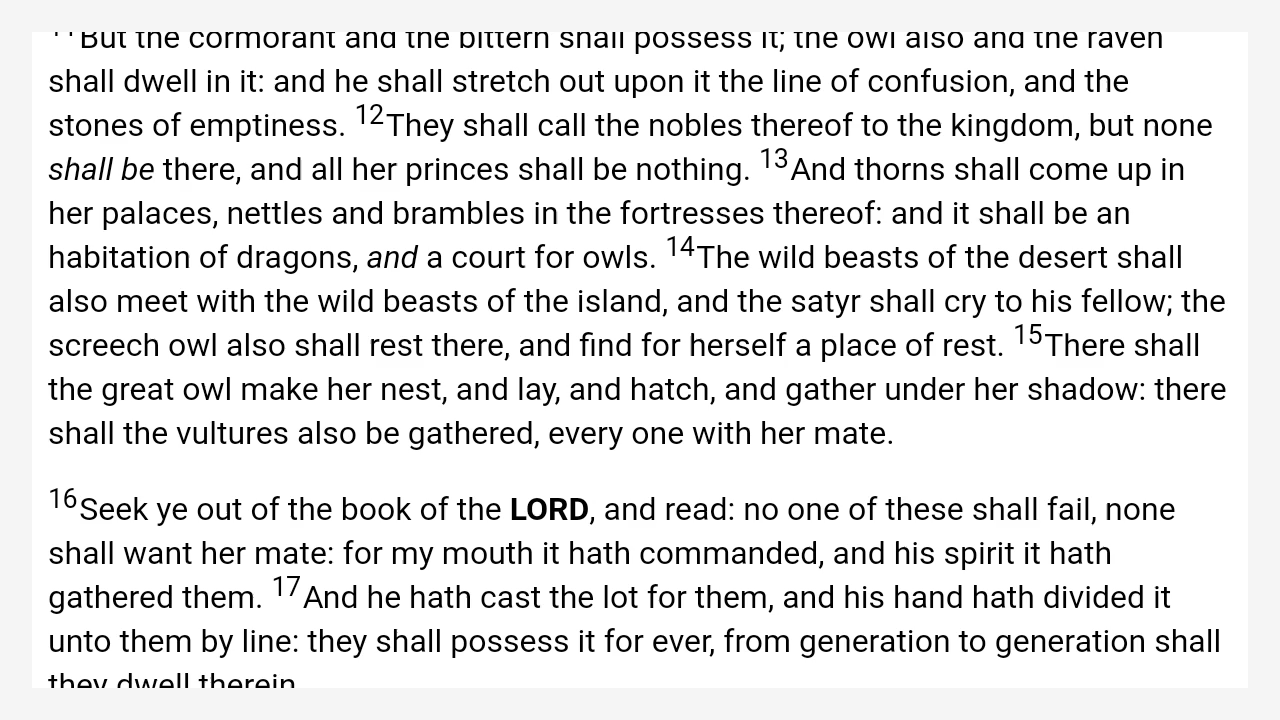 11But the cormorant and the bittern shall possess it; the owl also and the raven
shall dwell in it: and he shall stretch out upon it the line of confusion, and the
stones of emptiness. 12They shall call the nobles thereof to the kingdom, but none
shall be there, and all her princes shall be nothing. 13And thorns shall come up in
her palaces, nettles and brambles in the fortresses thereof: and it shall be an
habitation of dragons, and a court for owls. 14The wild beasts of the desert shall
also meet with the wild beasts of the island, and the satyr shall cry to his fellow; the
screech owl also shall rest there, and find for herself a place of rest. 15There shall
the great owl make her nest, and lay, and hatch, and gather under her shadow: there
shall the vultures also be gathered, every one with her mate.
16Seek ye out of the book of the LORD, and read: no one of these shall fail, none
shall want her mate: for my mouth it hath commanded, and his spirit it hath
gathered them. 17And he hath cast the lot for them, and his hand hath divided it
unto them by line: they shall possess it for ever, from generation to generation shall
they dwell therein.